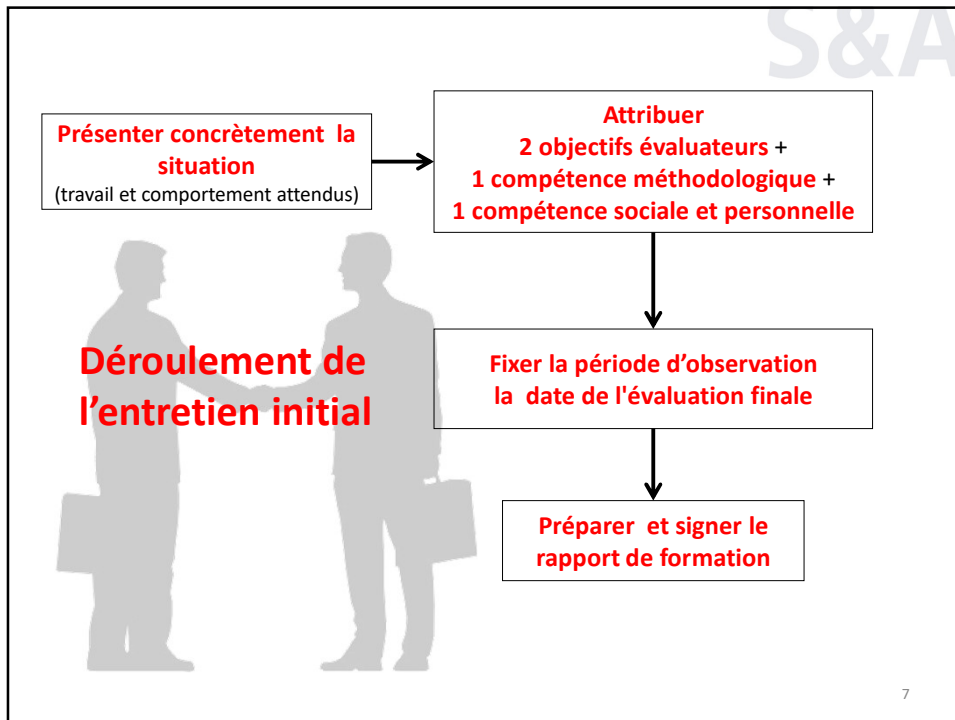 S&A
Présenter concrètement la
situation
(travail et comportement attendus)
Attribuer
2 objectifs évaluateurs +
1 compétence méthodologique +
1 compétence sociale et personnelle
Déroulement de
l’entretien initial
Fixer la période d’observation
la date de l'évaluation finale
Préparer et signer le
rapport de formation
7